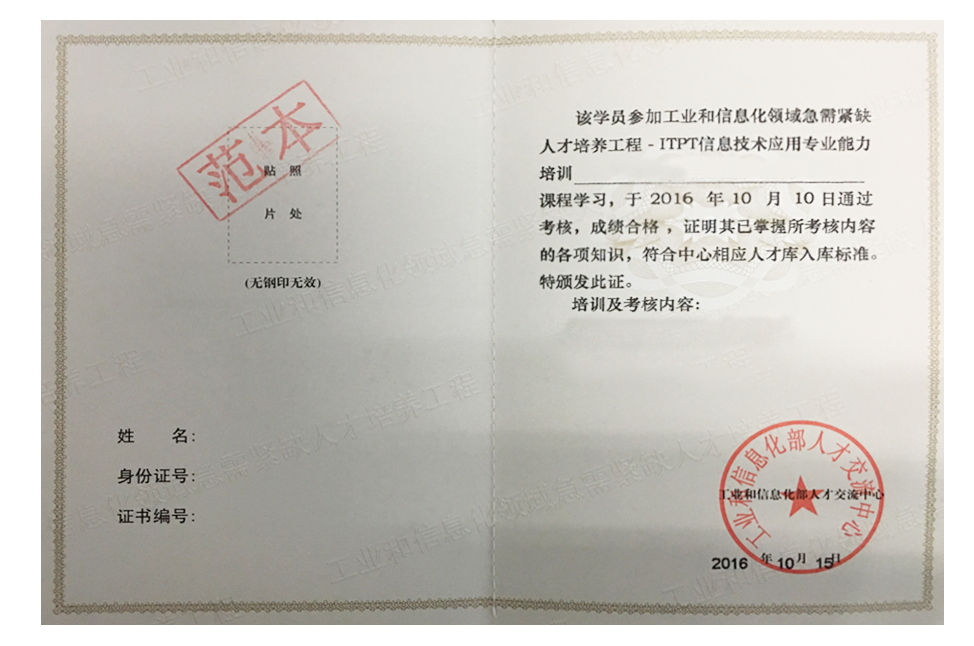 范本
贴 照
片 处
(无钢印无效)
姓 名:
身份证号:
证书编号:
该学员参加工业和信息化领域急需紧缺
人才培养工程 - ITPT信息技术应用专业能力
培训
课程学习，于 2016 年 10 月 10 日通过
考核，成绩合格，证明其已掌握所考核内容
的各项知识，符合中心相应人才库入库标准。
特颁发此证。
培训及考核内容:
工业和信息化部人才交流中心
工业和信息化部人才交流中心
2016 年 10 月 15 日